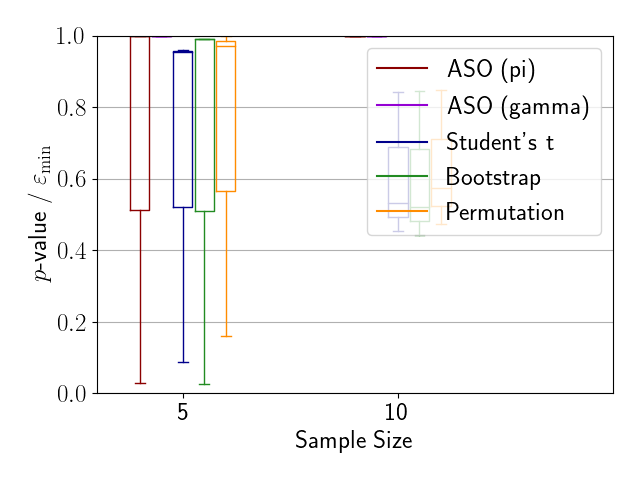 1.0
0.8
0.6
0.4
0.2
0.0
p-value / εmin
5
10
Sample Size
ASO (pi)
ASO (gamma)
Student's t
Bootstrap
Permutation